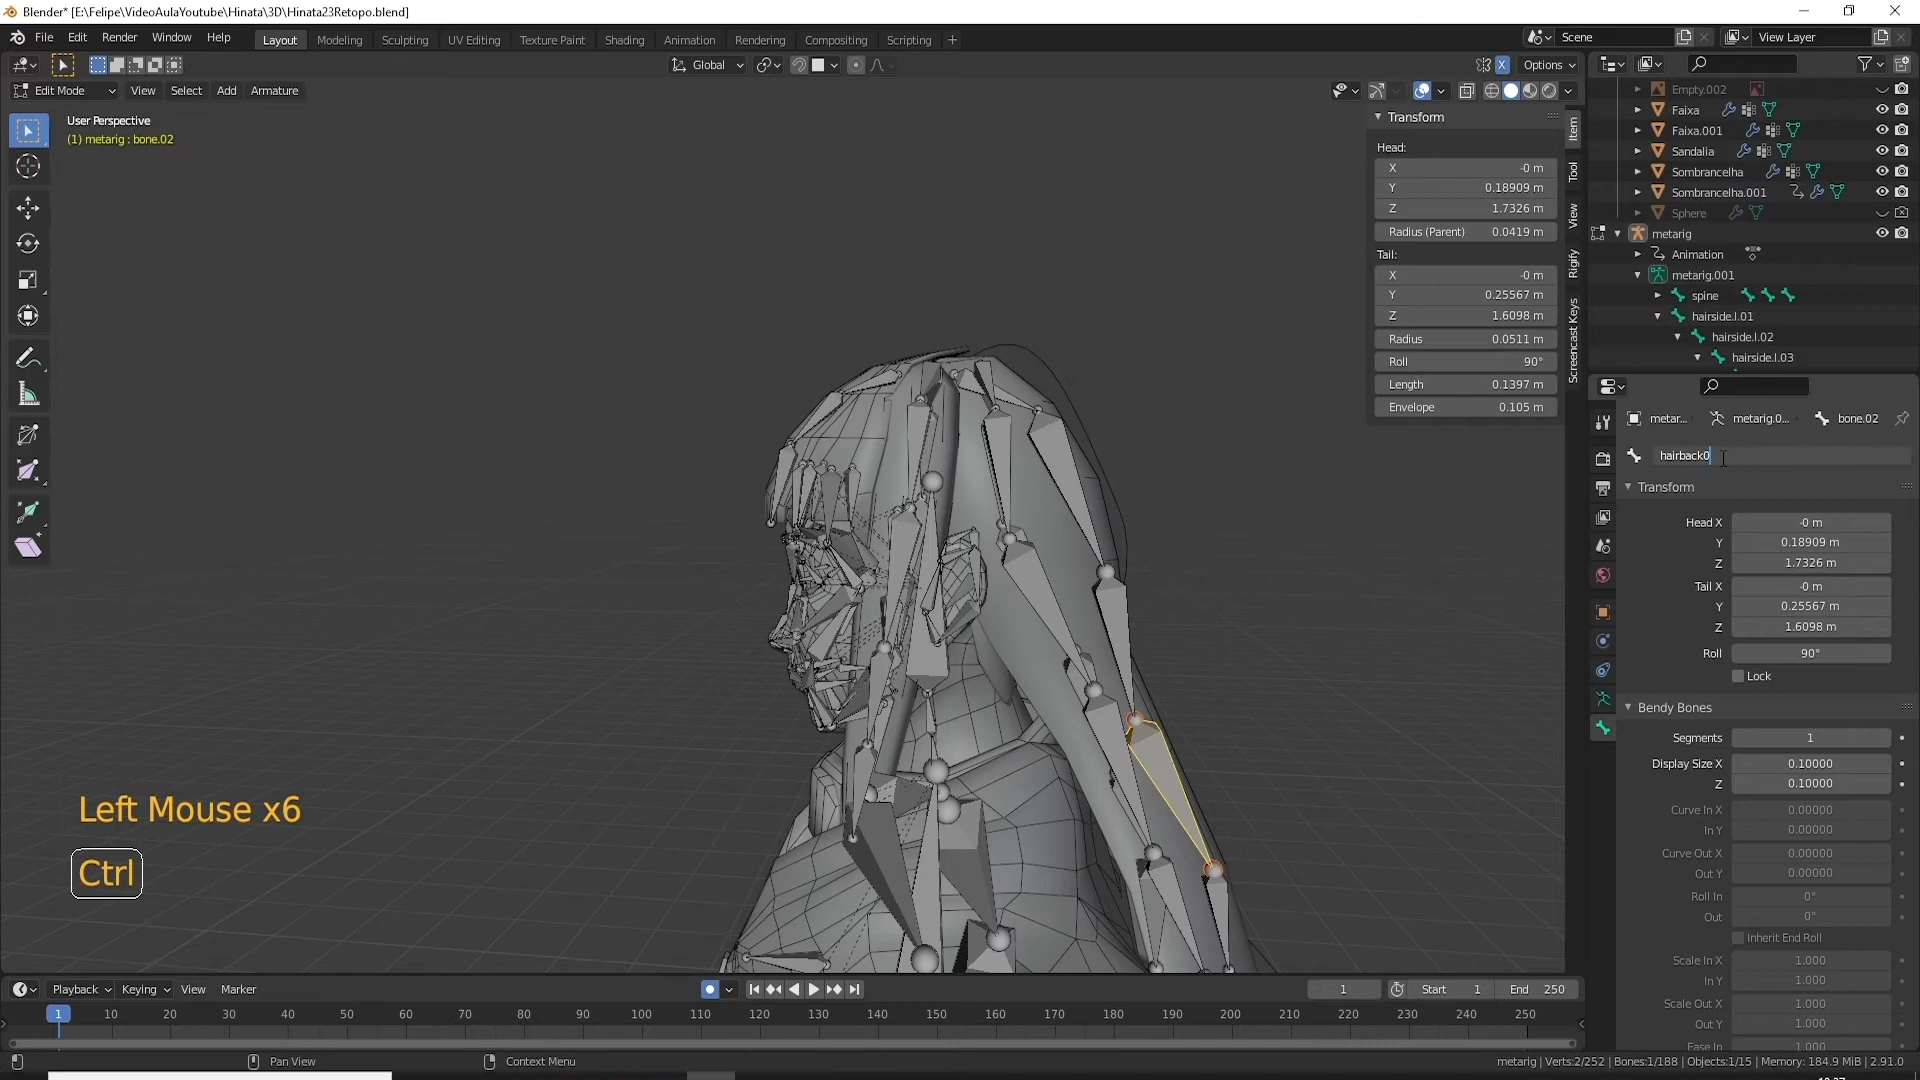 Blender* [E:\Felipe\VideoAulaYoutube\Hinata\3D\Hinata23Retopo.blend]
File Edit Render Window Help Layout Modeling Sculpting UV Editing Texture Paint Shading Animation Rendering Compositing Scripting + Scene View Layer
Global Options
Edit Mode View Select Add Armature
User Perspective
(1) metarig : bone.02
Transform
Head:
X -0 m
Y 0.18909 m
Z 1.7326 m
Radius (Parent) 0.0419 m
Tail:
X -0 m
Y 0.25567 m
Z 1.6098 m
Radius 0.0511 m
Roll 90°
Length 0.1397 m
Envelope 0.105 m
Item
Tool
View
Rigify
Screencast Keys
Empty.002
Faixa
Faixa.001
Sandalia
Sombrancelha
Sombrancelha.001
Sphere
metarig
Animation
metarig.001
spine
hairside.l.01
hairside.l.02
hairside.l.03
metar... metarig.0... bone.02
hairback0
Transform
Head X -0 m
Y 0.18909 m
Z 1.7326 m
Tail X -0 m
Y 0.25567 m
Z 1.6098 m
Roll 90°
Lock
Bendy Bones
Segments 1
Display Size X 0.10000
Z 0.10000
Curve In X 0.00000
In Y 0.00000
Curve Out X 0.00000
Out Y 0.00000
Roll In 0°
Out 0°
Inherit End Roll
Scale In X 1.000
In Y 1.000
Scale Out X 1.000
Out Y 1.000
Ease In 1.000
Left Mouse x6
Ctrl
Playback Keying View Marker 1 Start 1 End 250
1 10 20 30 40 50 60 70 80 90 100 110 120 130 140 150 160 170 180 190 200 210 220 230 240 250
Pan View Context Menu metarig | Verts:2/252 | Bones:1/188 | Objects:1/15 | Memory: 184.9 MiB | 2.91.0